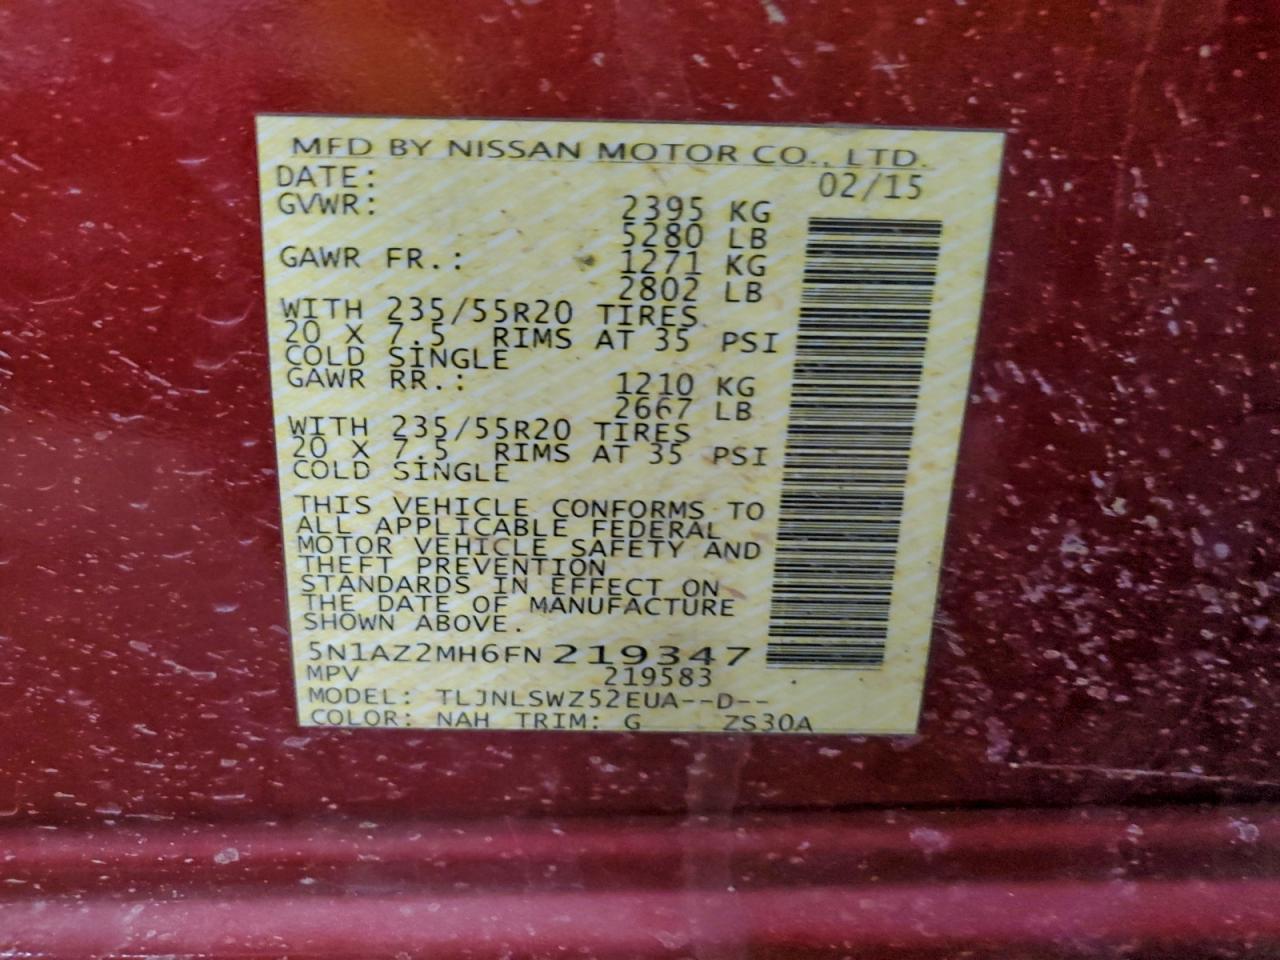 MFD BY NISSAN MOTOR CO., LTD.
DATE: 02/15
GVWR: 2395 KG
5280 LB
GAWR FR.: 1271 KG
2802 LB
WITH 235/55R20 TIRES
20 X 7.5 RIMS AT 35 PSI
COLD SINGLE
GAWR RR.: 1210 KG
2667 LB
WITH 235/55R20 TIRES
20 X 7.5 RIMS AT 35 PSI
COLD SINGLE
THIS VEHICLE CONFORMS TO
ALL APPLICABLE FEDERAL
MOTOR VEHICLE SAFETY AND
THEFT PREVENTION
STANDARDS IN EFFECT ON
THE DATE OF MANUFACTURE
SHOWN ABOVE.
5N1AZ2MH6FN219347
MPV 219583
MODEL: TLJNLSWZ52EUA--D--
COLOR: NAH TRIM: G ZS30A